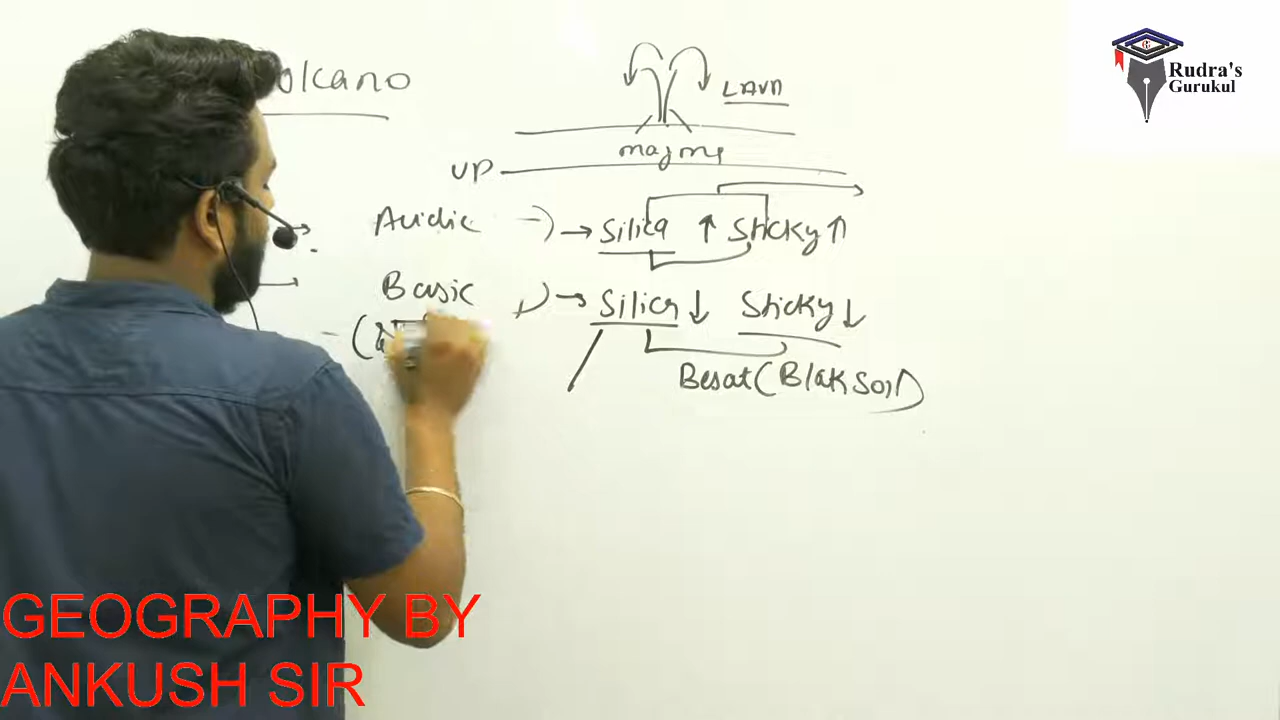 Rudra's
Gurukul
olcano
LAVA
magma
UP
Acidic → Silica ↑ Sticky ↑
Basic → Silica ↓ Sticky ↓
Besat (Blak Soil)
GEOGRAPHY BY
ANKUSH SIR